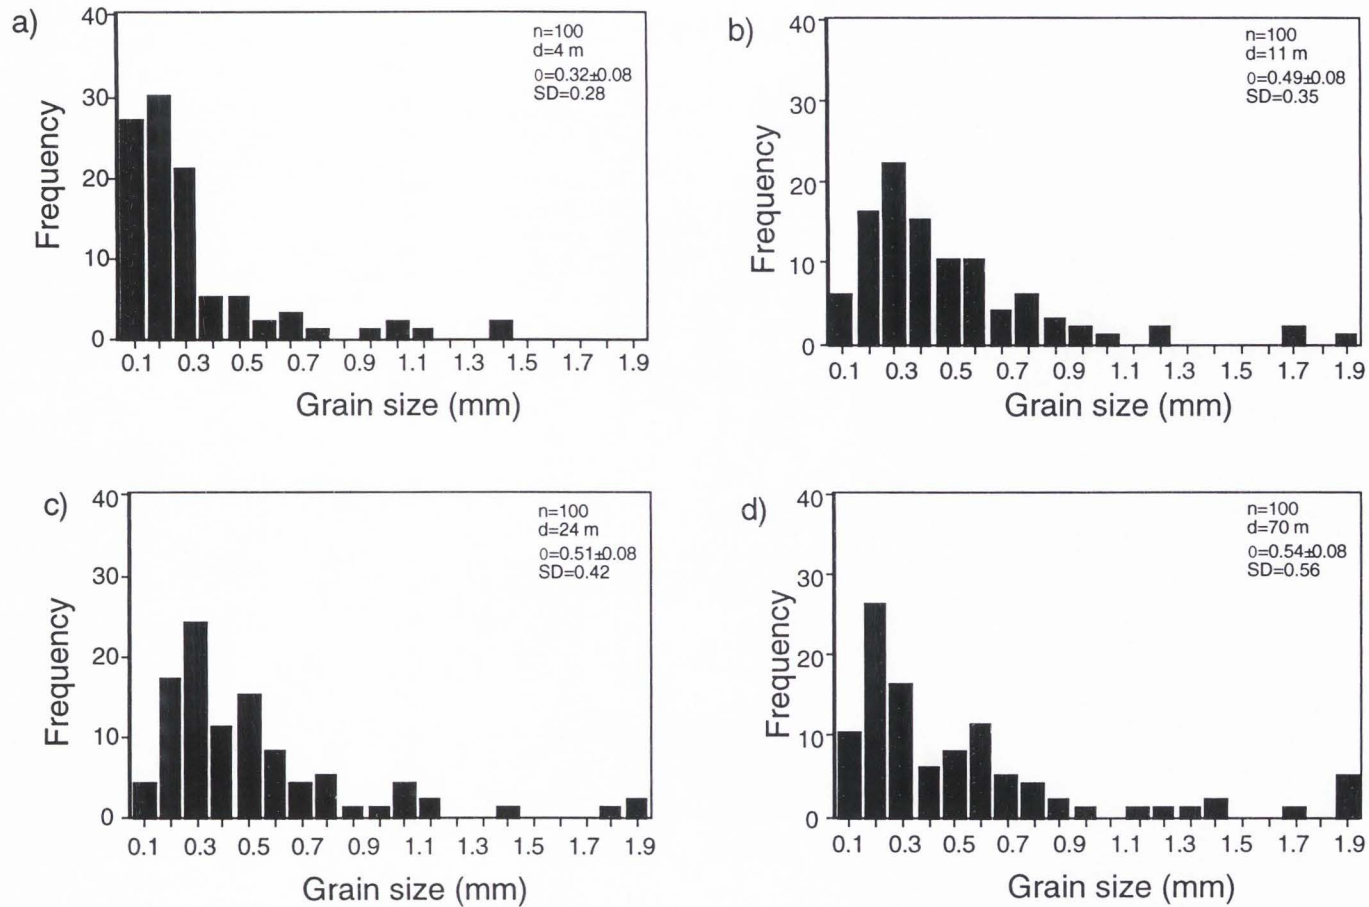 a)
40
30
20
10
0
Frequency
n=100
d=4 m
0=0.32±0.08
SD=0.28
0.1 0.3 0.5 0.7 0.9 1.1 1.3 1.5 1.7 1.9
Grain size (mm)
b)
40
30
20
10
0
Frequency
n=100
d=11 m
0=0.49±0.08
SD=0.35
0.1 0.3 0.5 0.7 0.9 1.1 1.3 1.5 1.7 1.9
Grain size (mm)
c)
40
30
20
10
0
Frequency
n=100
d=24 m
0=0.51±0.08
SD=0.42
0.1 0.3 0.5 0.7 0.9 1.1 1.3 1.5 1.7 1.9
Grain size (mm)
d)
40
30
20
10
0
Frequency
n=100
d=70 m
0=0.54±0.08
SD=0.56
0.1 0.3 0.5 0.7 0.9 1.1 1.3 1.5 1.7 1.9
Grain size (mm)